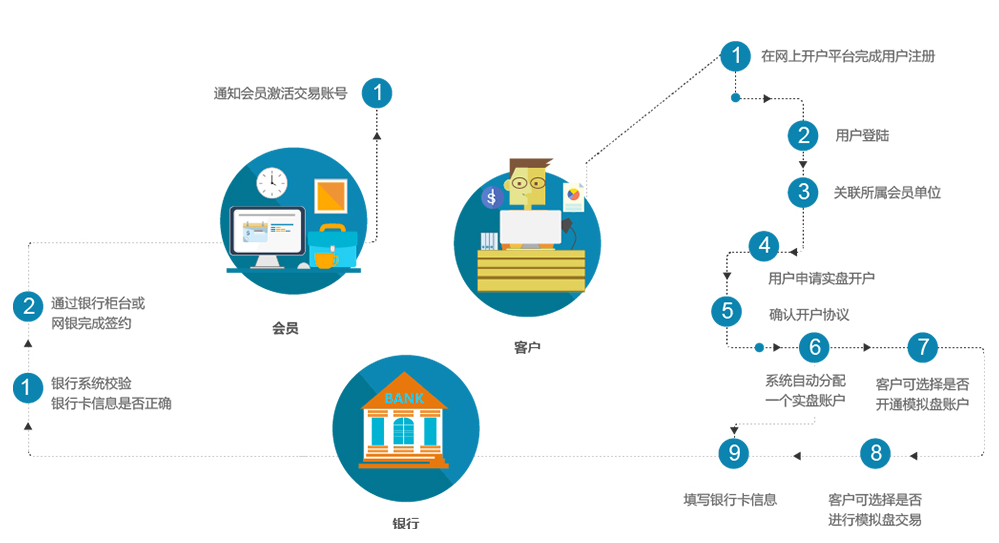 1
在网上开户平台完成用户注册
通知会员激活交易账号
1
2
用户登陆
3
关联所属会员单位
4
用户申请实盘开户
2
通过银行柜台或
网银完成签约
会员
5
确认开户协议
客户
6
7
系统自动分配
一个实盘账户
客户可选择是否
开通模拟盘账户
1
银行系统校验
银行卡信息是否正确
BANK
9
8
填写银行卡信息
客户可选择是否
进行模拟盘交易
银行